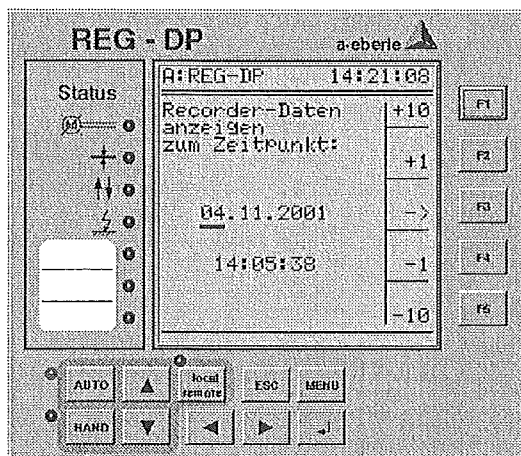 REG - DP
a·eberle
Status
A:REG-DP 14:21:08
Recorder-Daten
anzeigen
zum Zeitpunkt:
+10
+1
04.11.2001 ->
14:05:38 -1
-10
F1
F2
F3
F4
F5
AUTO
local
remote
ESC
MENU
HAND